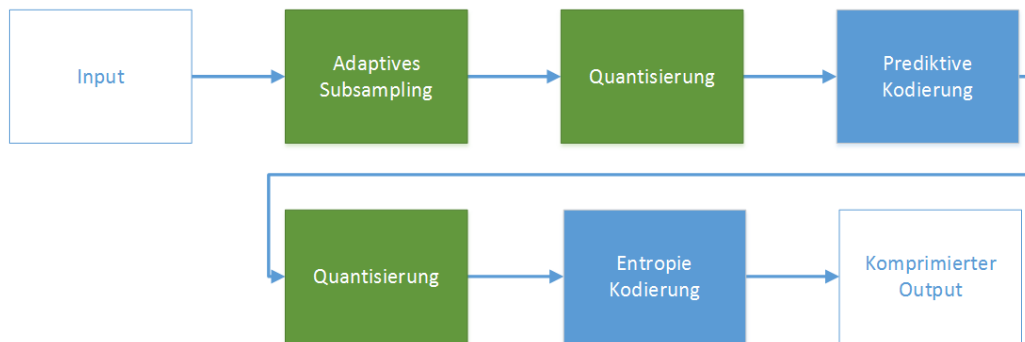 Input
Adaptives
Subsampling
Quantisierung
Prediktive
Kodierung
Quantisierung
Entropie
Kodierung
Komprimierter
Output